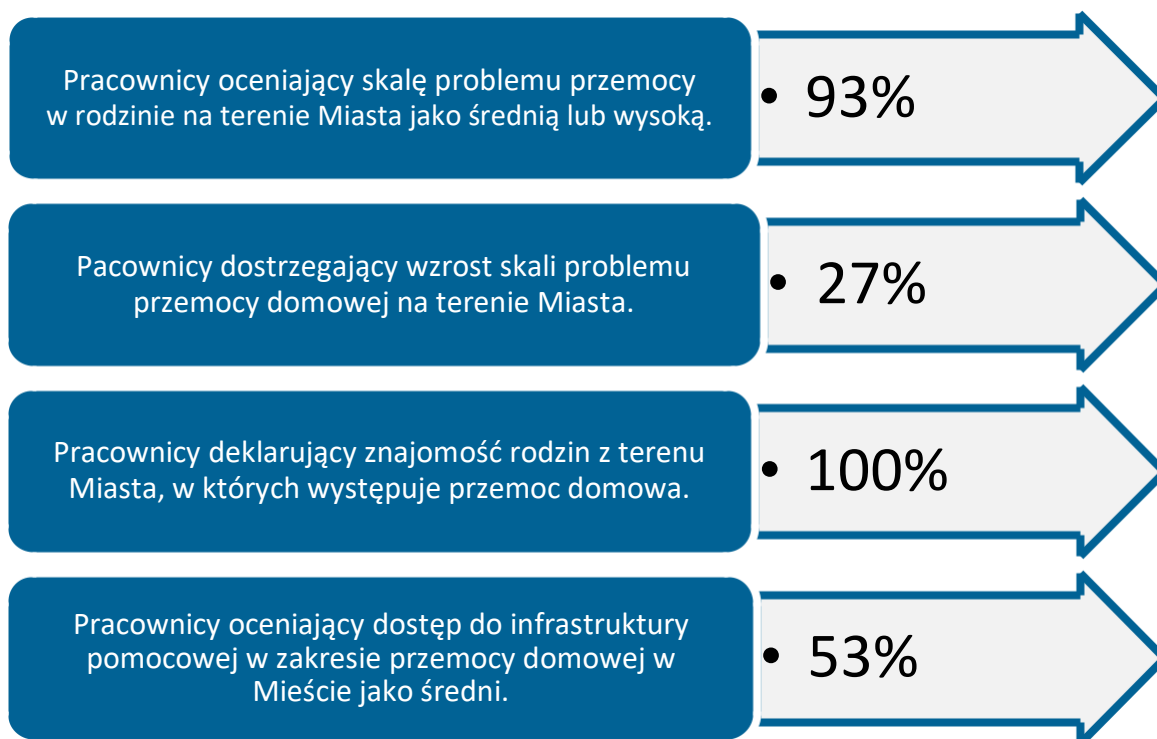 Pracownicy oceniający skalę problemu przemocy
w rodzinie na terenie Miasta jako średnią lub wysoką.
• 93%
Pacownicy dostrzegający wzrost skali problemu
przemocy domowej na terenie Miasta.
• 27%
Pracownicy deklarujący znajomość rodzin z terenu
Miasta, w których występuje przemoc domowa.
• 100%
Pracownicy oceniający dostęp do infrastruktury
pomocowej w zakresie przemocy domowej w
Mieście jako średni.
• 53%